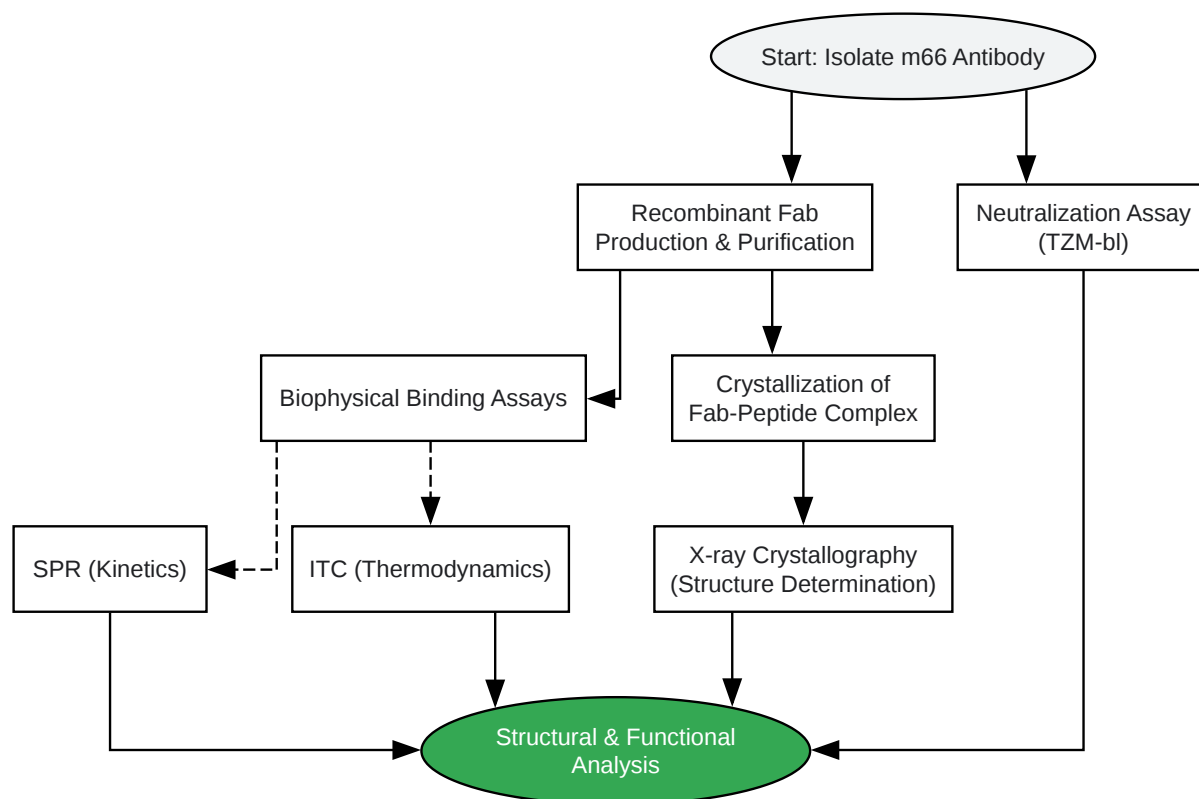 Start: Isolate m66 Antibody
Recombinant Fab
Production & Purification
Neutralization Assay
(TZM-bl)
Biophysical Binding Assays
Crystallization of
Fab-Peptide Complex
SPR (Kinetics)
ITC (Thermodynamics)
X-ray Crystallography
(Structure Determination)
Structural & Functional
Analysis